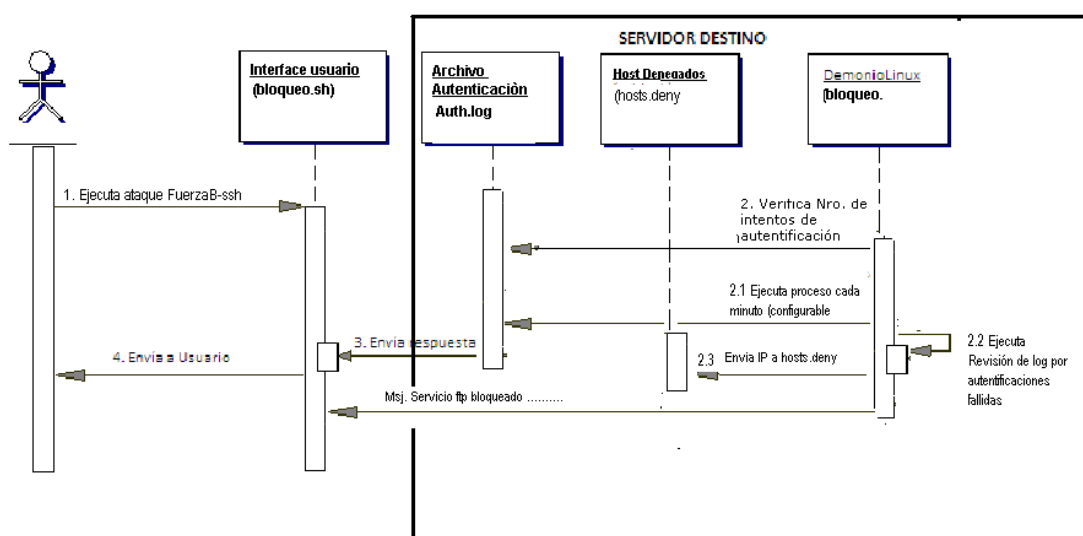 SERVIDOR DESTINO
Interface usuario
(bloqueo.sh)
Archivo
Autenticaciòn
Auth.log
Host Denegados
(hosts.deny
DemonioLinux
(bloqueo.
1. Ejecuta ataque FuerzaB-ssh
2. Verifica Nro. de
intentos de
autentificación
2.1 Ejecuta proceso cada
minuto (configurable
2.2 Ejecuta
Revisión de log por
autentificaciones
fallidas
2.3 Envia IP a hosts.deny
3. Envia respuesta
4. Envia a Usuario
Msj. Servicio ftp bloqueado ..........